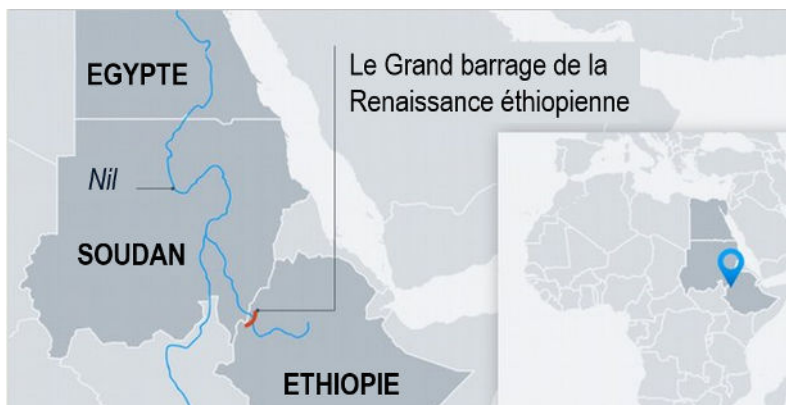 EGYPTE
Le Grand barrage de la
Renaissance éthiopienne
Nil
SOUDAN
ETHIOPIE